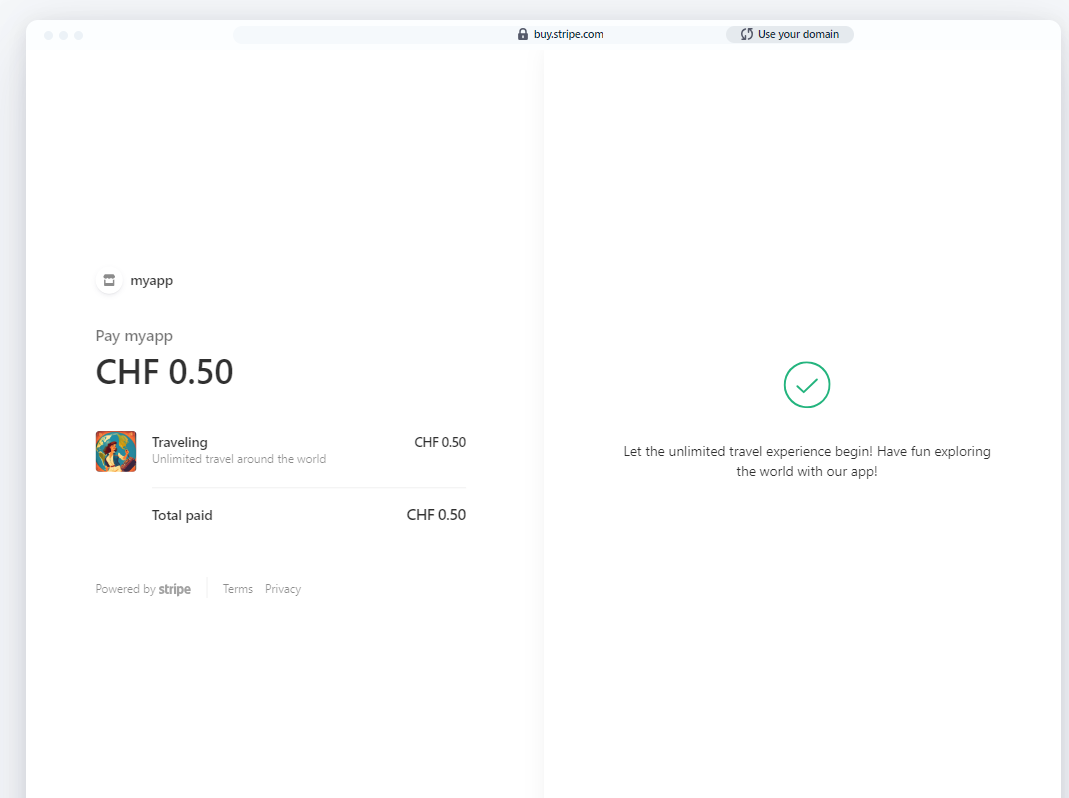 buy.stripe.com
Use your domain
myapp
Pay myapp
CHF 0.50
Traveling
CHF 0.50
Unlimited travel around the world
Total paid
CHF 0.50
Powered by stripe
Terms
Privacy
Let the unlimited travel experience begin! Have fun exploring
the world with our app!